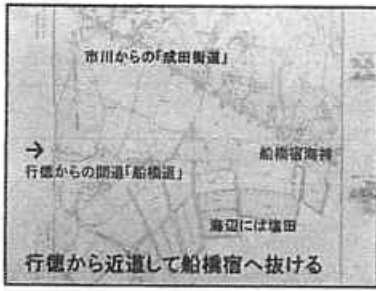 市川からの「成田街道」
→
船橋宿海神
行徳からの間道「船橋道」
海辺には塩田
行徳から近道して船橋宿へ抜ける